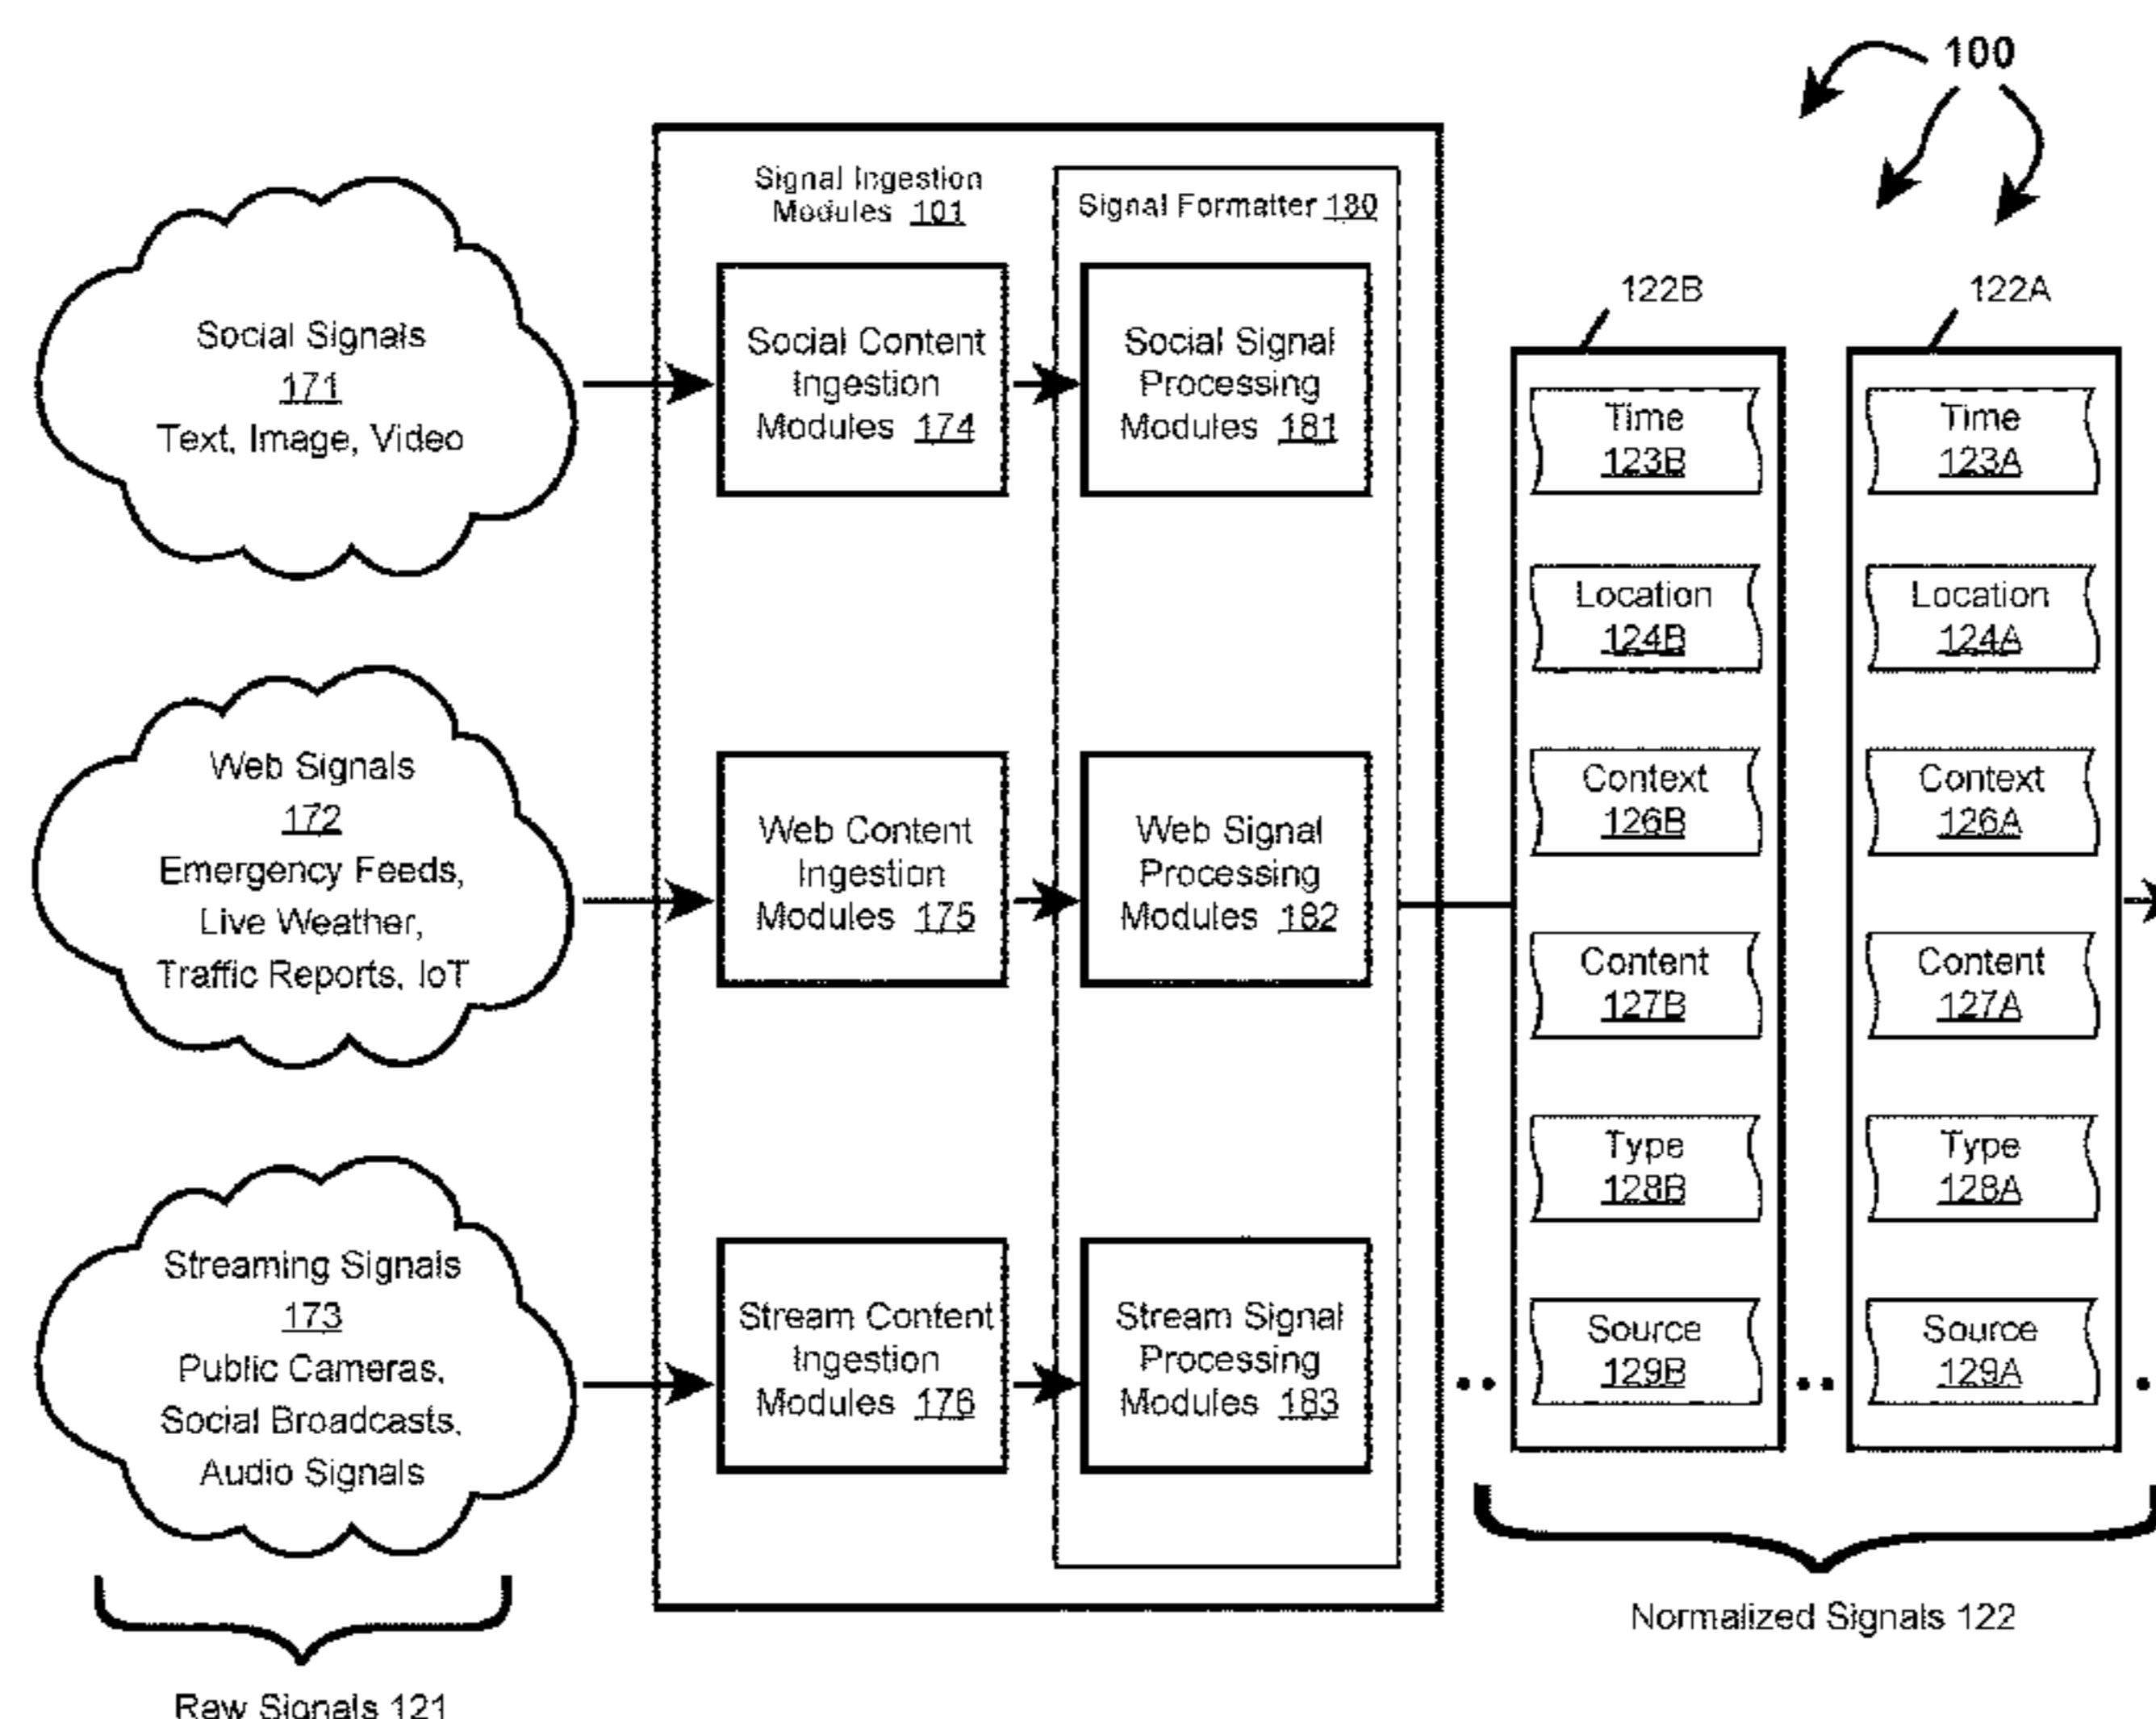 100
Signal Ingestion
Modules 101
Signal Formatter 180
122B
122A
Social Signals
171
Text, Image, Video
Social Content
Ingestion
Modules 174
Social Signal
Processing
Modules 181
Web Signals
172
Emergency Feeds,
Live Weather,
Traffic Reports, IoT
Web Content
Ingestion
Modules 175
Web Signal
Processing
Modules 182
Streaming Signals
173
Public Cameras,
Social Broadcasts,
Audio Signals
Stream Content
Ingestion
Modules 176
Stream Signal
Processing
Modules 183
Time
123B
Location
124B
Context
126B
Content
127B
Type
128B
Source
129B
Time
123A
Location
124A
Context
126A
Content
127A
Type
128A
Source
129A
Normalized Signals 122
Raw Signals 121